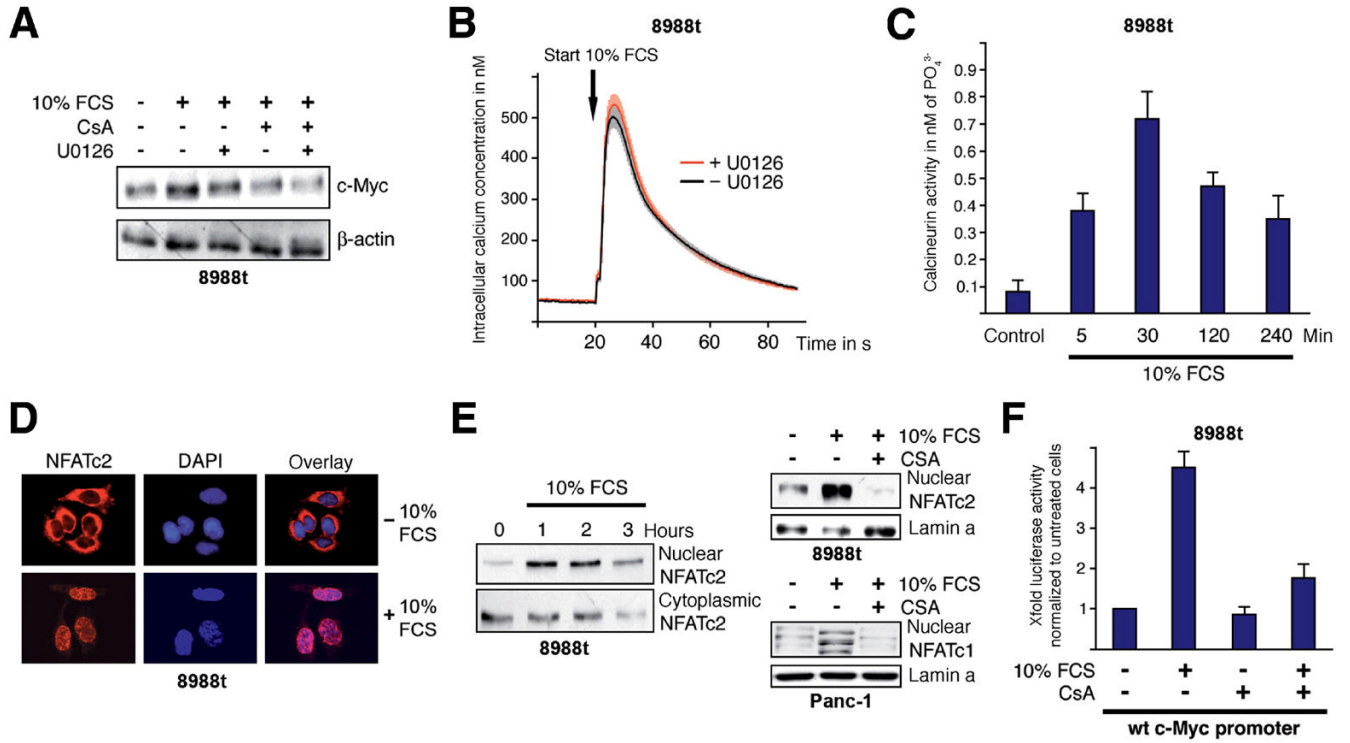 A
10% FCS - + + + +
CsA - - - + +
U0126 - - + - +
c-Myc
β-actin
8988t
B
8988t
Start 10% FCS
Intracellular calcium concentration in nM
500
400
300
200
100
+ U0126
− U0126
20 40 60 80 Time in s
C
8988t
Calcineurin activity in nM of PO₄³⁻
0.9
0.8
0.7
0.5
0.4
0.3
0.2
0.1
Control 5 30 120 240 Min
10% FCS
D
NFATc2 DAPI Overlay
− 10%
FCS
+ 10%
FCS
8988t
E
10% FCS
0 1 2 3 Hours
Nuclear
NFATc2
Cytoplasmic
NFATc2
8988t
- + + 10% FCS
- - + CSA
Nuclear
NFATc2
Lamin a
8988t
- + + 10% FCS
- - + CSA
Nuclear
NFATc1
Lamin a
Panc-1
F
8988t
Xfold luciferase activity
normalized to untreated cells
4
3
2
1
10% FCS - + - +
CsA - - + +
wt c-Myc promoter